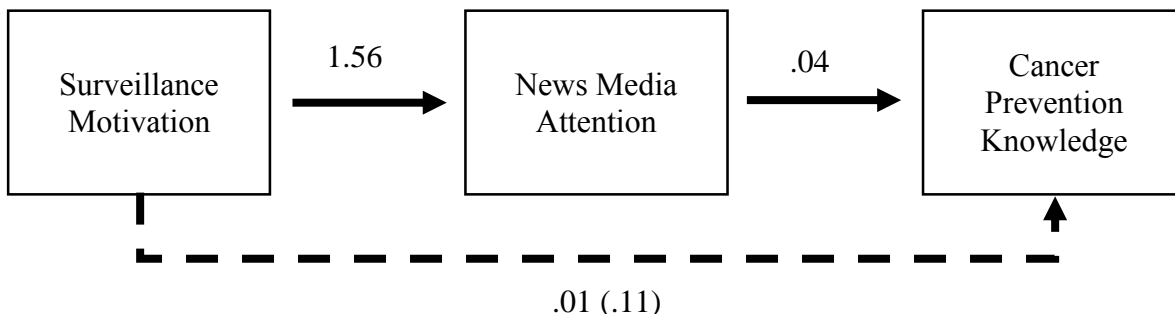 1.56
.04
Surveillance
Motivation
News Media
Attention
Cancer
Prevention
Knowledge
.01 (.11)